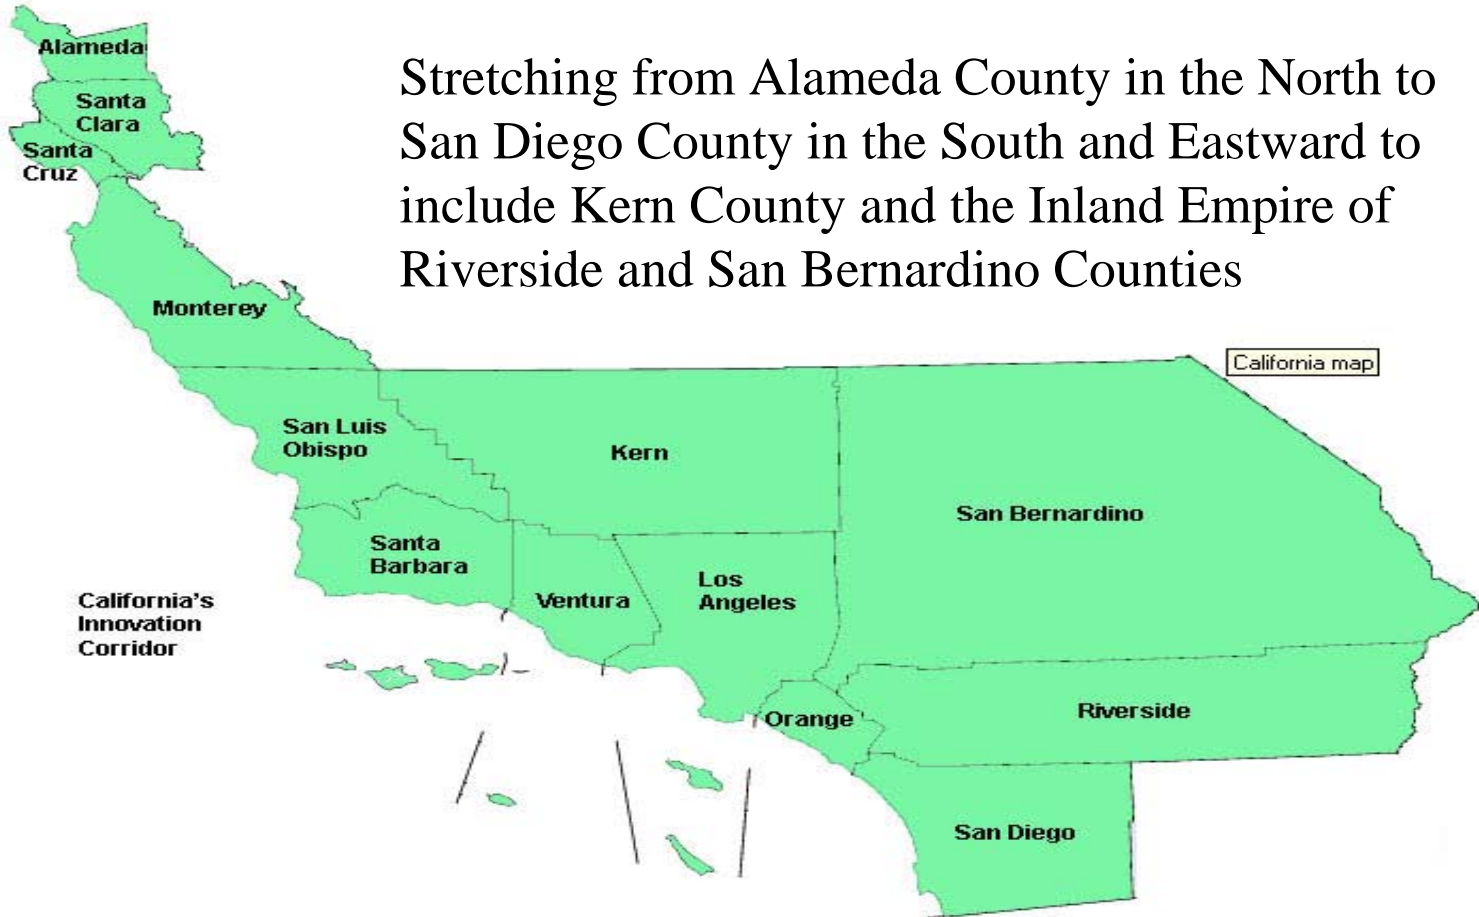 Stretching from Alameda County in the North to
San Diego County in the South and Eastward to
include Kern County and the Inland Empire of
Riverside and San Bernardino Counties
Alameda
Santa
Clara
Santa
Cruz
Monterey
California map
San Luis
Obispo
Kern
San Bernardino
Santa
Barbara
Ventura
Los
Angeles
California's
Innovation
Corridor
Orange
Riverside
San Diego